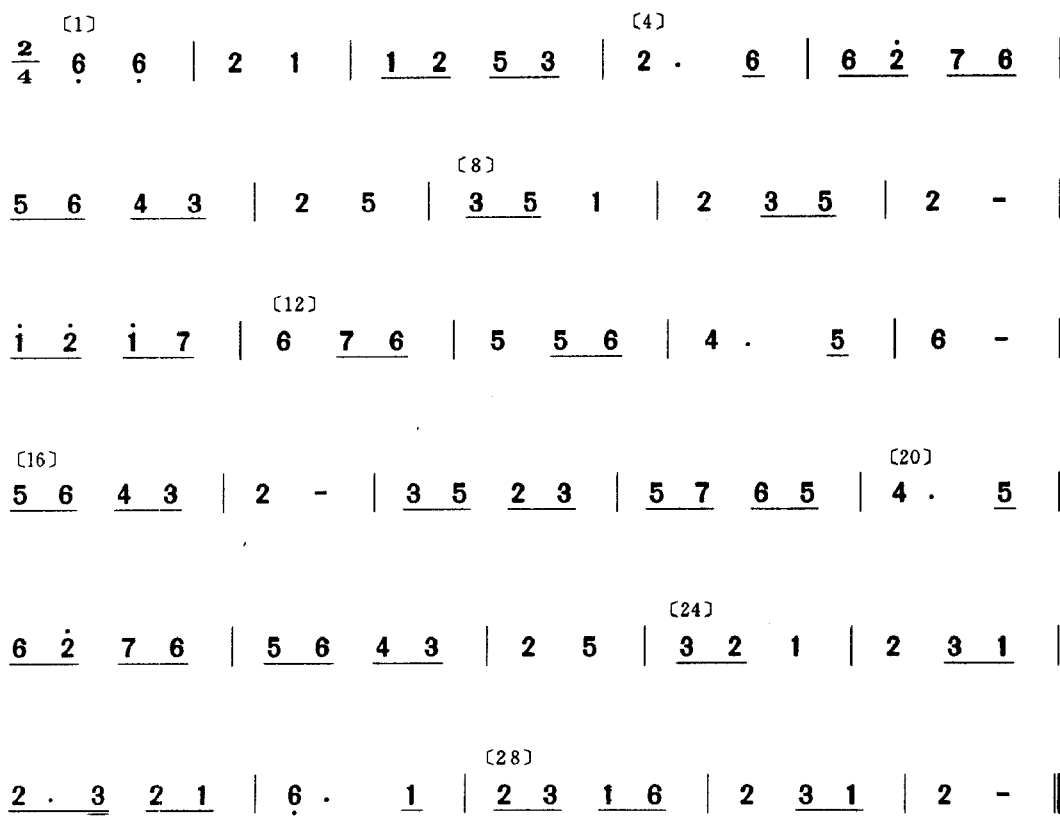 〔1〕 〔4〕
2/4 6̣ 6̣ | 2 1 | 1 2 5 3 | 2 . 6 | 6 2̇ 7 6 |
〔8〕
5 6 4 3 | 2 5 | 3 5 1 | 2 3 5 | 2 - |
〔12〕
1̇ 2̇ 1̇ 7 | 6 7 6 | 5 5 6 | 4 . 5 | 6 - |
〔16〕 〔20〕
5 6 4 3 | 2 - | 3 5 2 3 | 5 7 6 5 | 4 . 5 |
〔24〕
6 2̇ 7 6 | 5 6 4 3 | 2 5 | 3 2 1 | 2 3 1 |
〔28〕
2 . 3 2 1 | 6̣ . 1 | 2 3 1 6 | 2 3 1 | 2 - ‖